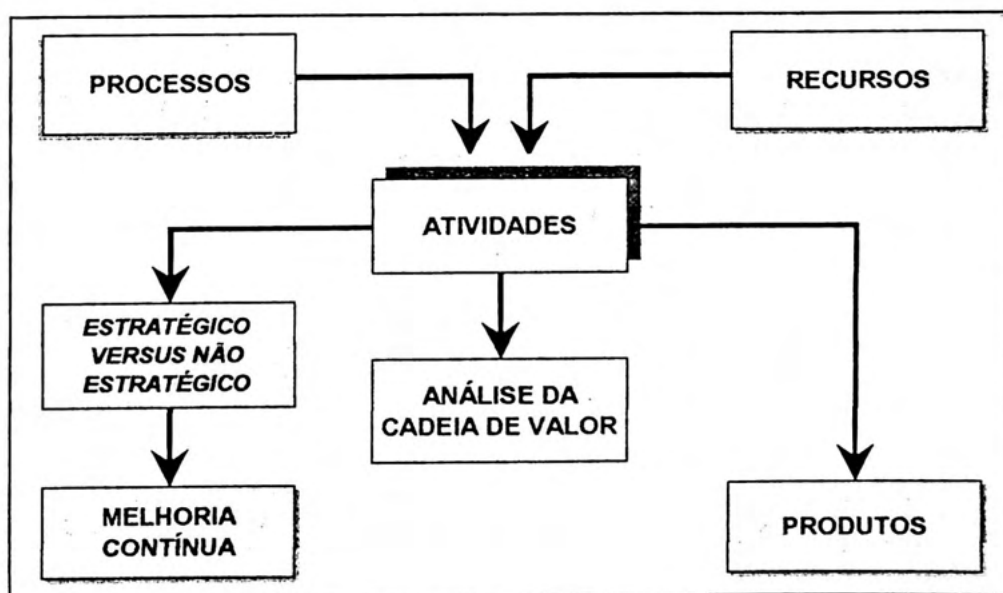 PROCESSOS
RECURSOS
ATIVIDADES
ESTRATÉGICO
VERSUS NÃO
ESTRATÉGICO
ANÁLISE DA
CADEIA DE VALOR
MELHORIA
CONTÍNUA
PRODUTOS